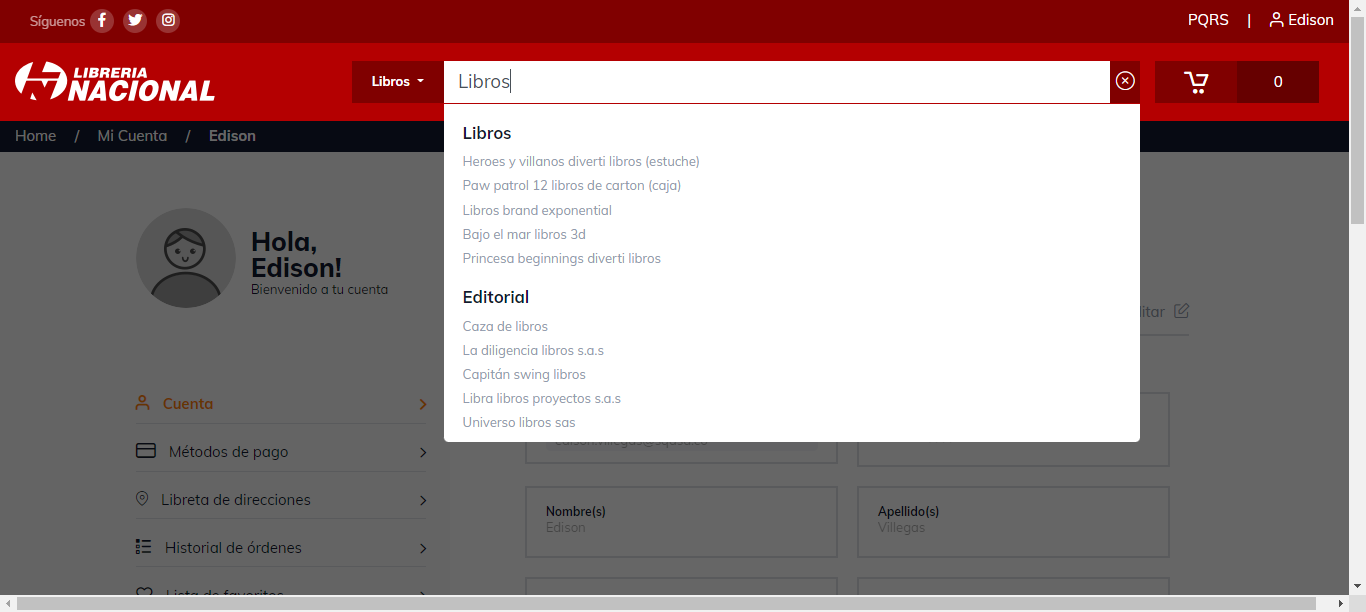 Síguenos
PQRS | Edison
LIBRERIA
NACIONAL
Libros
Libros
0
Home / Mi Cuenta / Edison
Libros
Heroes y villanos diverti libros (estuche)
Paw patrol 12 libros de carton (caja)
Libros brand exponential
Bajo el mar libros 3d
Princesa beginnings diverti libros
Editorial
Caza de libros
La diligencia libros s.a.s
Capitán swing libros
Libra libros proyectos s.a.s
Universo libros sas
Hola,
Edison!
Bienvenido a tu cuenta
Cuenta
Métodos de pago
Libreta de direcciones
Historial de órdenes
Lista de favoritos
Nombre(s)
Edison
Apellido(s)
Villegas